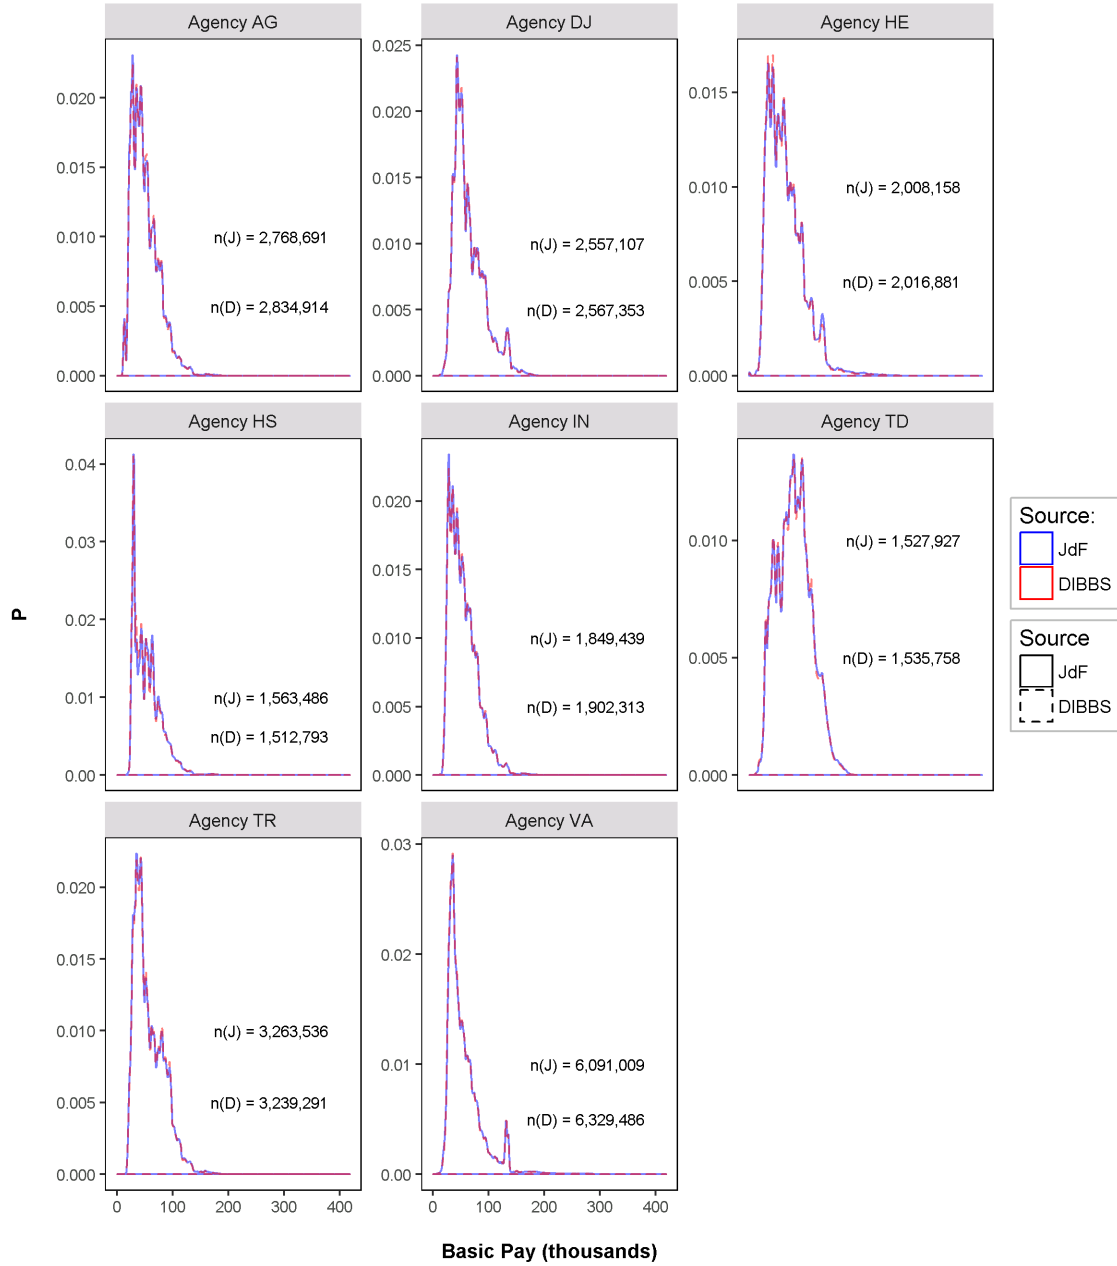 Agency AG
Agency DJ
Agency HE
0.020
0.015
0.010
0.005
0.000
n(J) = 2,768,691
n(D) = 2,834,914
0.025
0.020
0.015
0.010
0.005
0.000
n(J) = 2,557,107
n(D) = 2,567,353
0.015
0.010
0.005
0.000
n(J) = 2,008,158
n(D) = 2,016,881
Agency HS
Agency IN
Agency TD
0.04
0.03
0.02
0.01
0.00
n(J) = 1,563,486
n(D) = 1,512,793
0.020
0.015
0.010
0.005
0.000
n(J) = 1,849,439
n(D) = 1,902,313
0.010
0.005
0.000
n(J) = 1,527,927
n(D) = 1,535,758
Agency TR
Agency VA
0.020
0.015
0.010
0.005
0.000
n(J) = 3,263,536
n(D) = 3,239,291
0.03
0.02
0.01
0.00
n(J) = 6,091,009
n(D) = 6,329,486
0 100 200 300 400
0 100 200 300 400
Basic Pay (thousands)
P
Source:
JdF
DIBBS
Source
JdF
DIBBS